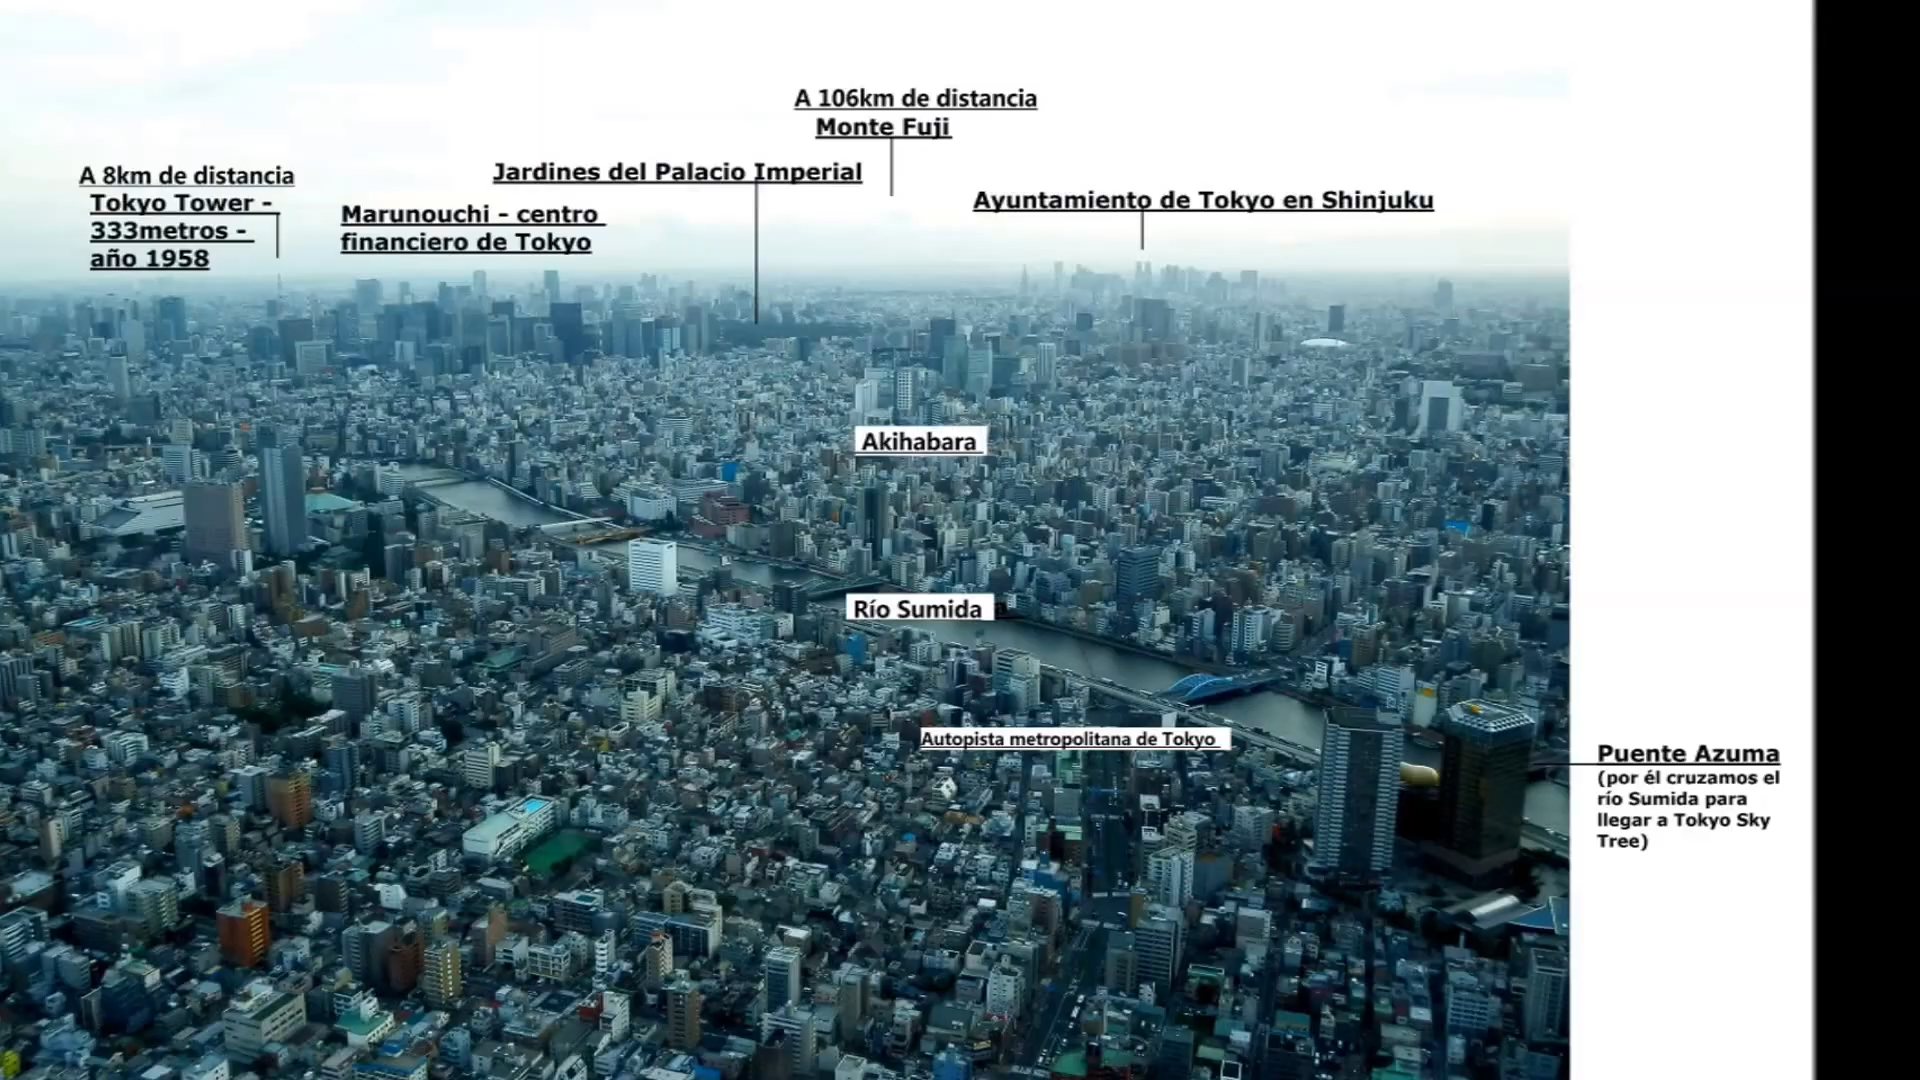 A 106km de distancia
Monte Fuji
Jardines del Palacio Imperial
A 8km de distancia
Tokyo Tower -
333metros -
año 1958
Marunouchi - centro
financiero de Tokyo
Ayuntamiento de Tokyo en Shinjuku
Akihabara
Río Sumida
Autopista metropolitana de Tokyo
Puente Azuma
(por él cruzamos el
río Sumida para
llegar a Tokyo Sky
Tree)